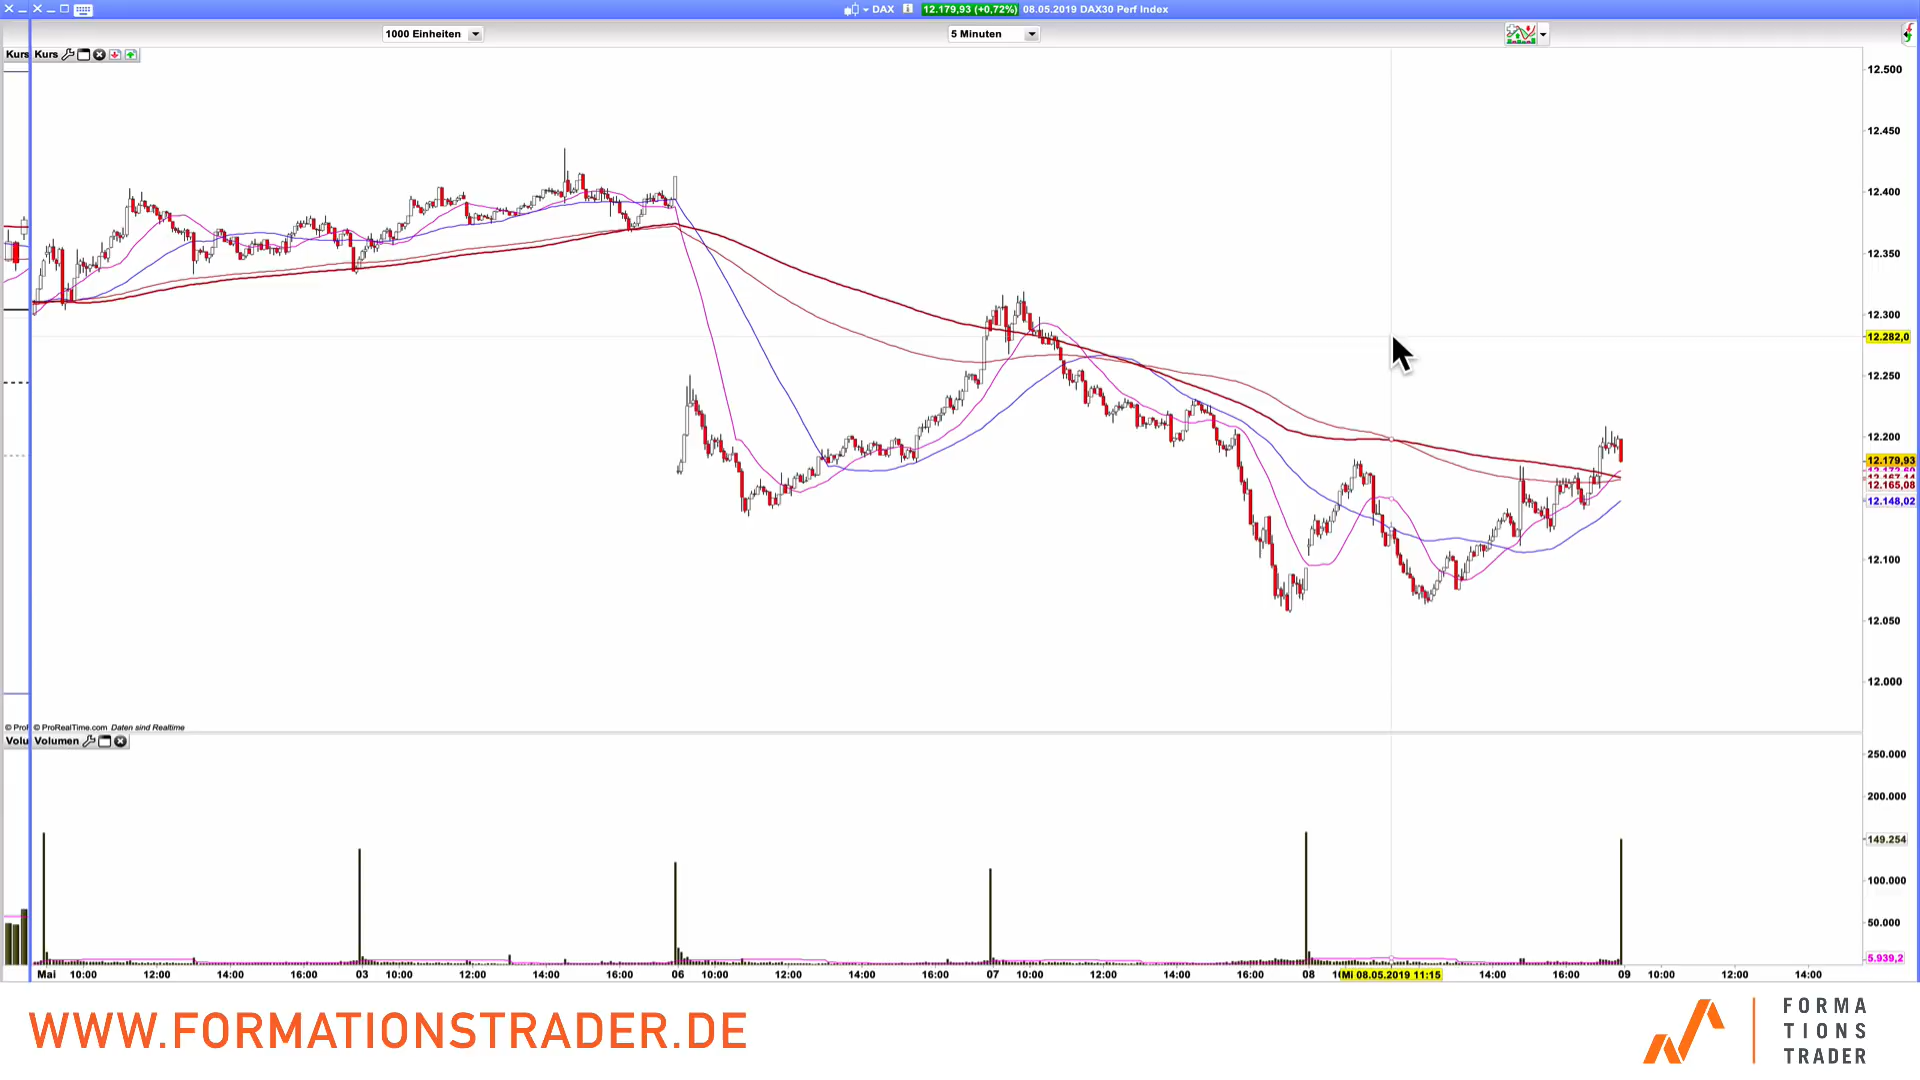 DAX 12.179,93 (+0,72%) 08.05.2019 DAX30 Perf Index
1000 Einheiten
5 Minuten
Kurs Kurs
12.500
12.450
12.400
12.350
12.300
12.282,0
12.250
12.200
12.179,93
12.165,08
12.148,02
12.100
12.050
12.000
© ProRealTime.com Daten sind Realtime
Volu Volumen
250.000
200.000
149.254
100.000
50.000
5.939,2
Mai 10:00 12:00 14:00 16:00 03 10:00 12:00 14:00 16:00 06 10:00 12:00 14:00 16:00 07 10:00 12:00 14:00 16:00 08 Mi 08.05.2019 11:15 14:00 16:00 09 10:00 12:00 14:00
WWW.FORMATIONSTRADER.DE
FORMA
TIONS
TRADER